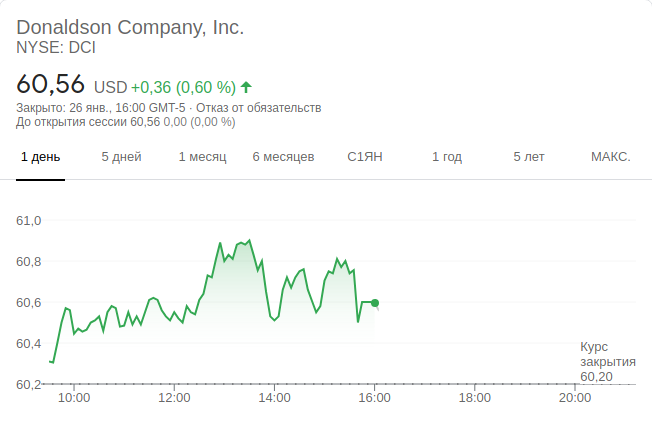 Donaldson Company, Inc.
NYSE: DCI
60,56 USD +0,36 (0,60 %)
Закрыто: 26 янв., 16:00 GMT-5 · Отказ от обязательств
До открытия сессии 60,56 0,00 (0,00 %)
1 день 5 дней 1 месяц 6 месяцев С1ЯН 1 год 5 лет МАКС.
61,0
60,8
60,6
60,4
Курс
закрытия
60,20
60,2
10:00 12:00 14:00 16:00 18:00 20:00